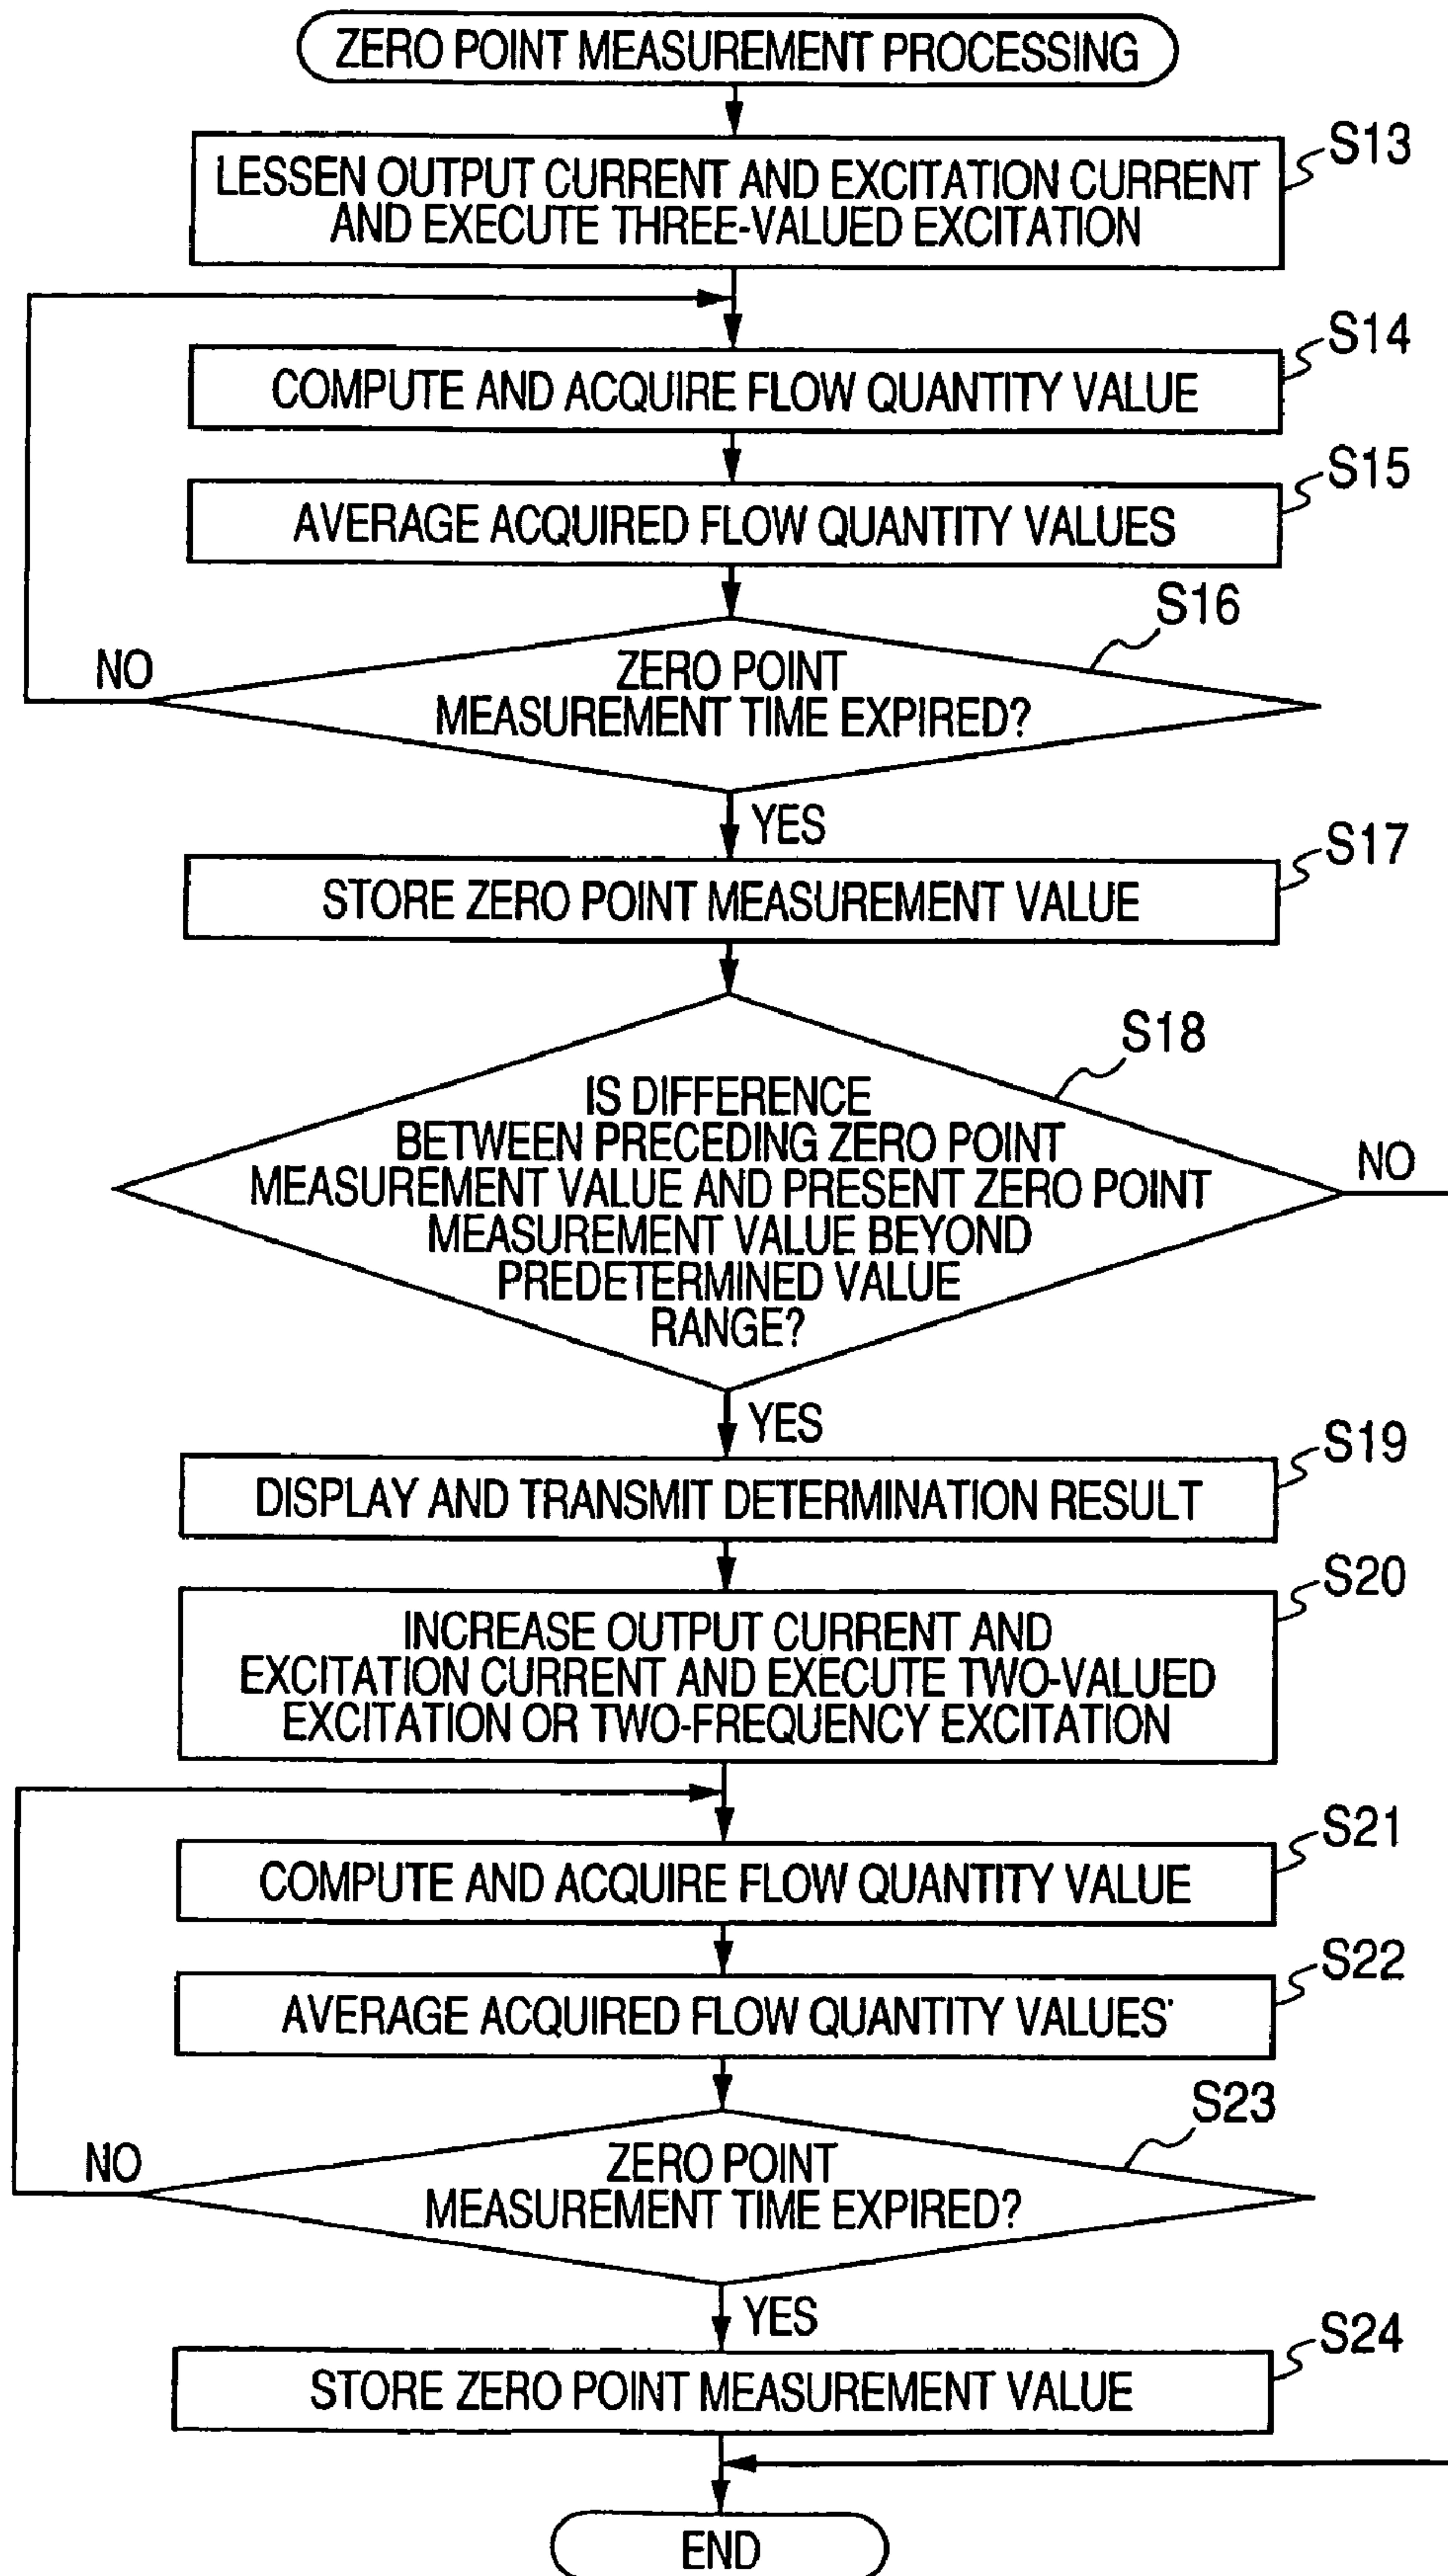 ZERO POINT MEASUREMENT PROCESSING
S13
LESSEN OUTPUT CURRENT AND EXCITATION CURRENT
AND EXECUTE THREE-VALUED EXCITATION
S14
COMPUTE AND ACQUIRE FLOW QUANTITY VALUE
S15
AVERAGE ACQUIRED FLOW QUANTITY VALUES
S16
NO
ZERO POINT
MEASUREMENT TIME EXPIRED?
YES
S17
STORE ZERO POINT MEASUREMENT VALUE
S18
IS DIFFERENCE
BETWEEN PRECEDING ZERO POINT
MEASUREMENT VALUE AND PRESENT ZERO POINT
MEASUREMENT VALUE BEYOND
PREDETERMINED VALUE
RANGE?
NO
YES
S19
DISPLAY AND TRANSMIT DETERMINATION RESULT
S20
INCREASE OUTPUT CURRENT AND
EXCITATION CURRENT AND EXECUTE TWO-VALUED
EXCITATION OR TWO-FREQUENCY EXCITATION
S21
COMPUTE AND ACQUIRE FLOW QUANTITY VALUE
S22
AVERAGE ACQUIRED FLOW QUANTITY VALUES
S23
NO
ZERO POINT
MEASUREMENT TIME EXPIRED?
YES
S24
STORE ZERO POINT MEASUREMENT VALUE
END